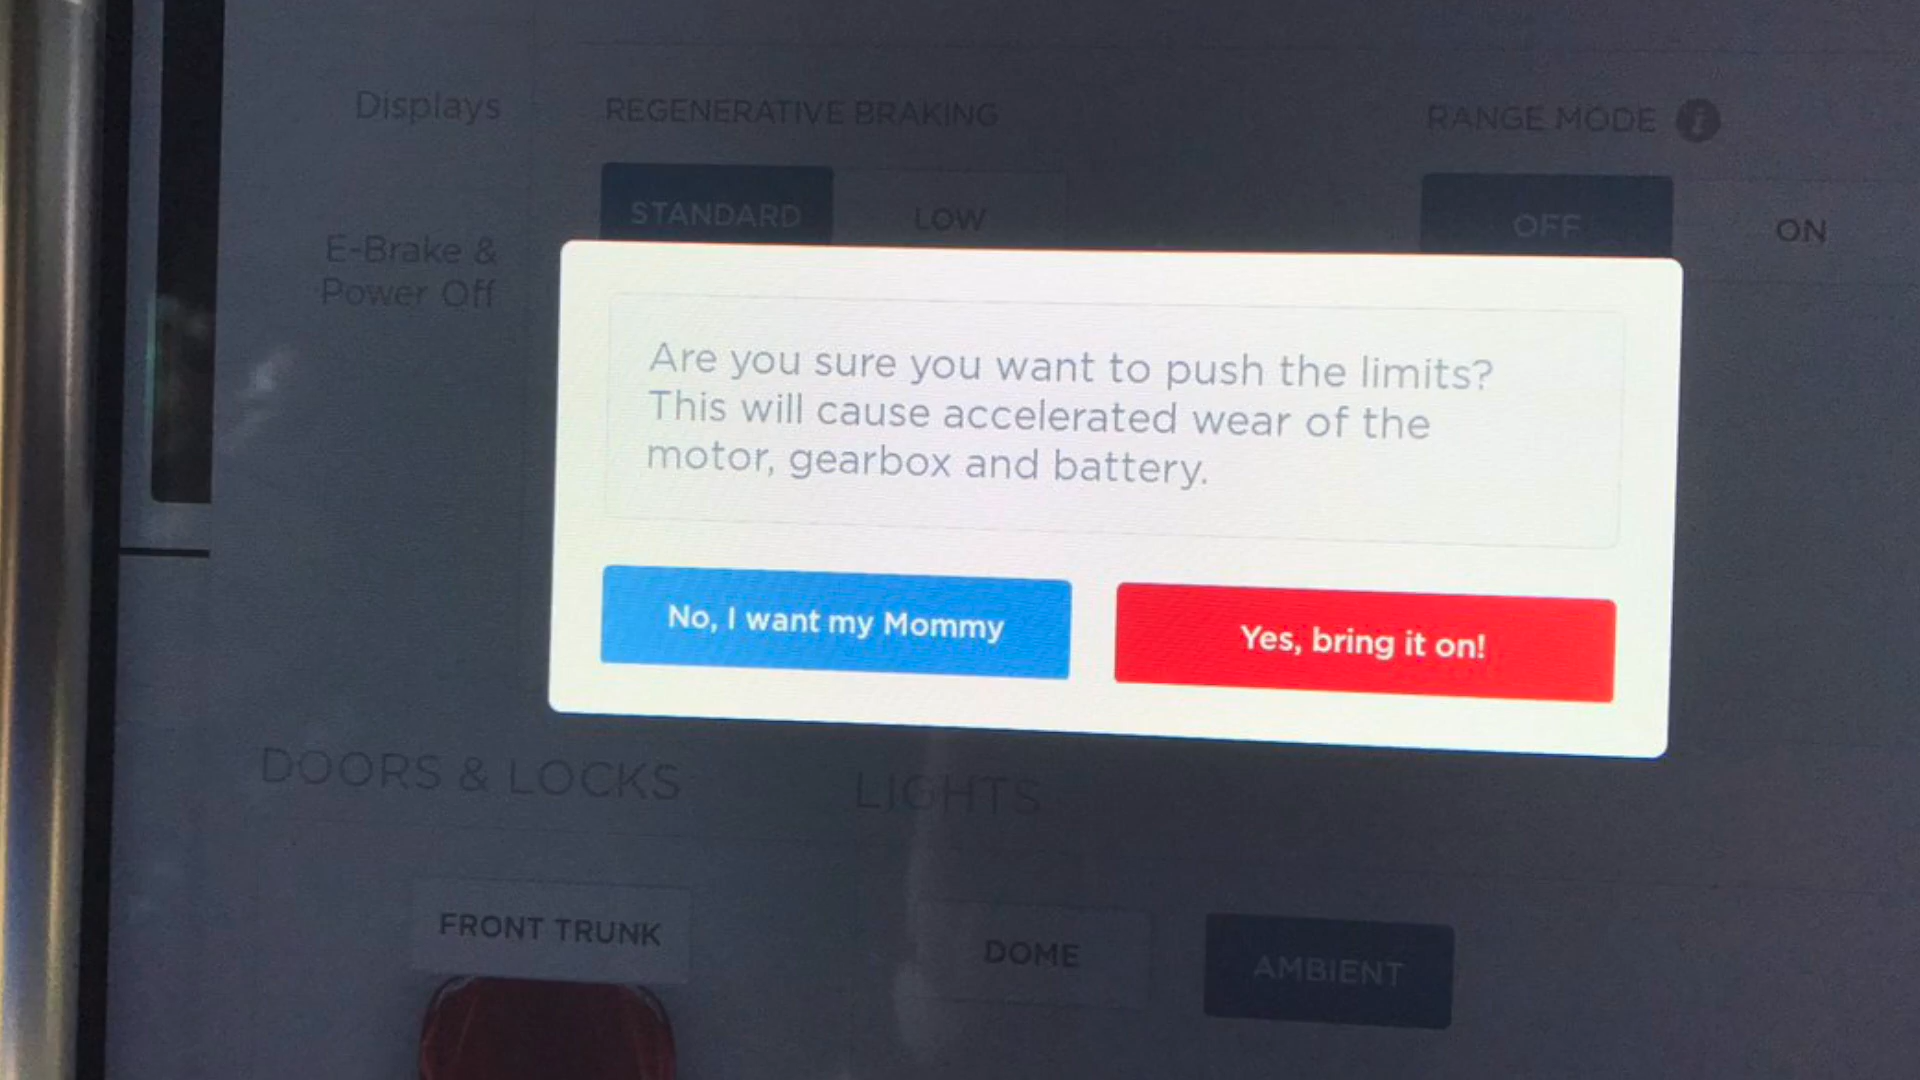 Displays
REGENERATIVE BRAKING
RANGE MODE i
STANDARD
LOW
OFF
ON
E-Brake &
Power Off
Are you sure you want to push the limits?
This will cause accelerated wear of the
motor, gearbox and battery.
No, I want my Mommy
Yes, bring it on!
DOORS & LOCKS
LIGHTS
FRONT TRUNK
DOME
AMBIENT